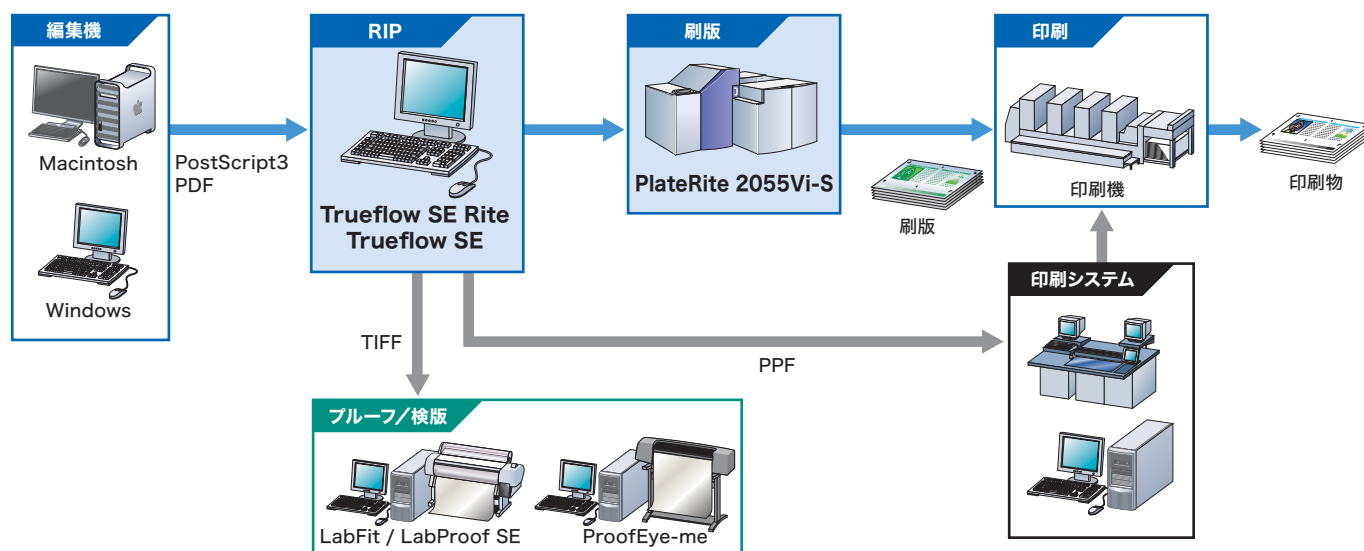 編集機
Macintosh
Windows
PostScript3
PDF
RIP
Trueflow SE Rite
Trueflow SE
刷版
PlateRite 2055Vi-S
刷版
印刷
印刷機
印刷物
印刷システム
TIFF
PPF
プルーフ/検版
LabFit / LabProof SE
ProofEye-me